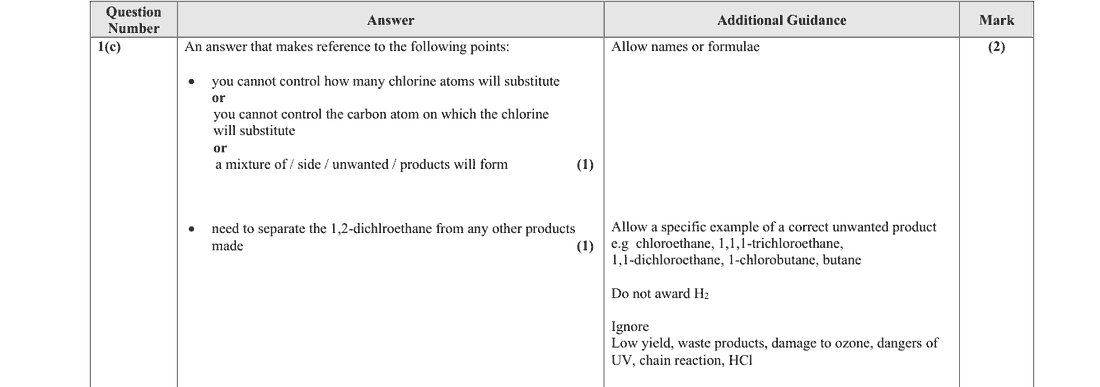 Question
Number
Answer
Additional Guidance
Mark
1(c)
An answer that makes reference to the following points:
Allow names or formulae
(2)
• you cannot control how many chlorine atoms will substitute
or
you cannot control the carbon atom on which the chlorine
will substitute
or
a mixture of / side / unwanted / products will form (1)
• need to separate the 1,2-dichlroethane from any other products
made (1)
Allow a specific example of a correct unwanted product
e.g chloroethane, 1,1,1-trichloroethane,
1,1-dichloroethane, 1-chlorobutane, butane
Do not award H₂
Ignore
Low yield, waste products, damage to ozone, dangers of
UV, chain reaction, HCl